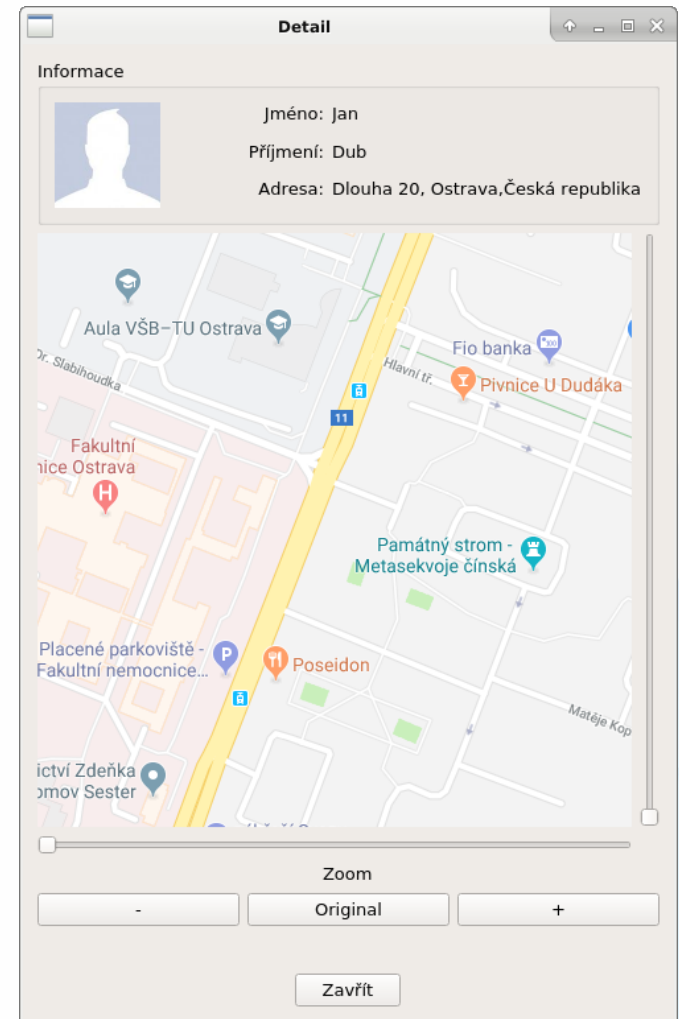 Detail
Informace
Jméno: Jan
Příjmení: Dub
Adresa: Dlouha 20, Ostrava,Česká republika
Aula VŠB–TU Ostrava
Fio banka
Dr. Slabihoudka
Hlavní tř.
Pivnice U Dudáka
11
Fakultní
nice Ostrava
H
Památný strom -
Metasekvoje čínská
Placené parkoviště -
Fakultní nemocnice...
P
Poseidon
Matěje Kop
ictví Zdeňka
omov Sester
Zoom
-
Original
+
Zavřít